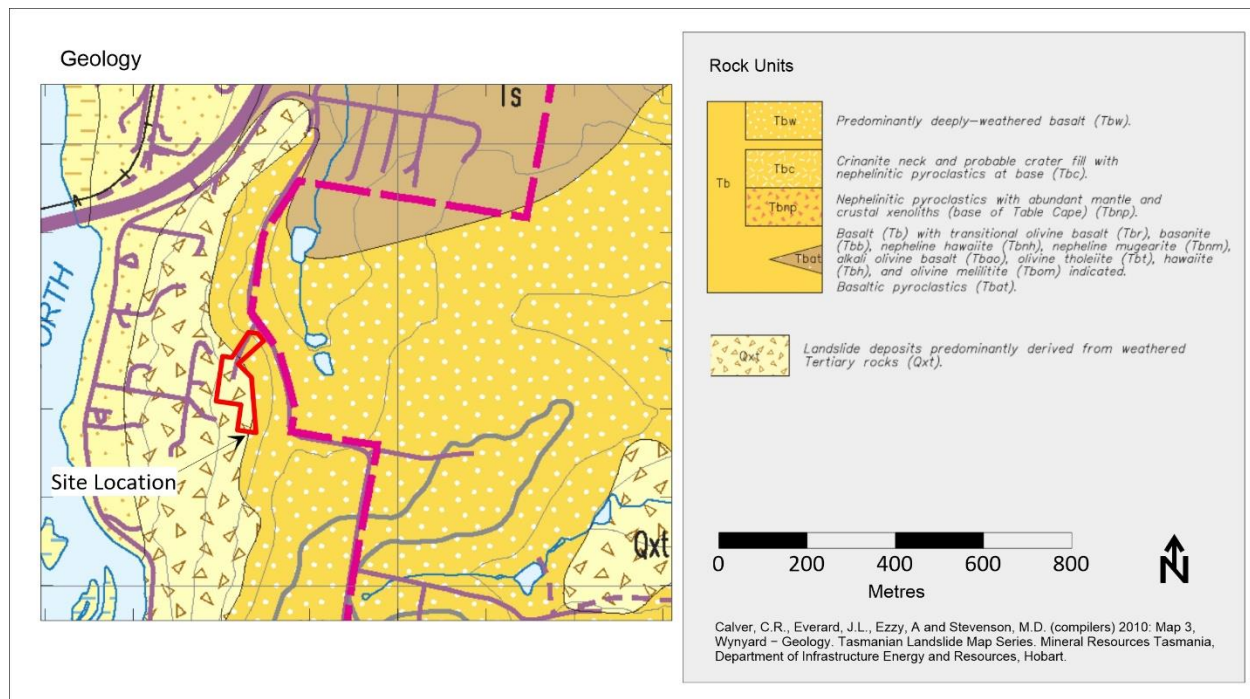 Geology
Ts
ORTH
Site Location
Qxt
Rock Units
Tb
Tbw
Predominantly deeply-weathered basalt (Tbw).
Tbc
Crinanite neck and probable crater fill with
nephelinitic pyroclastics at base (Tbc).
Tbnp
Nephelinitic pyroclastics with abundant mantle and
crustal xenoliths (base of Table Cape) (Tbnp).
Basalt (Tb) with transitional olivine basalt (Tbr), basanite
(Tbb), nepheline hawaiite (Tbnh), nepheline mugearite (Tbnm),
alkali olivine basalt (Tbao), olivine tholeiite (Tbt), hawaiite
(Tbh), and olivine melilitite (Tbom) indicated.
Tbat
Basaltic pyroclastics (Tbat).
Qxt
Landslide deposits predominantly derived from weathered
Tertiary rocks (Qxt).
0 200 400 600 800
Metres
N
Calver, C.R., Everard, J.L., Ezzy, A and Stevenson, M.D. (compilers) 2010: Map 3,
Wynyard – Geology. Tasmanian Landslide Map Series. Mineral Resources Tasmania,
Department of Infrastructure Energy and Resources, Hobart.